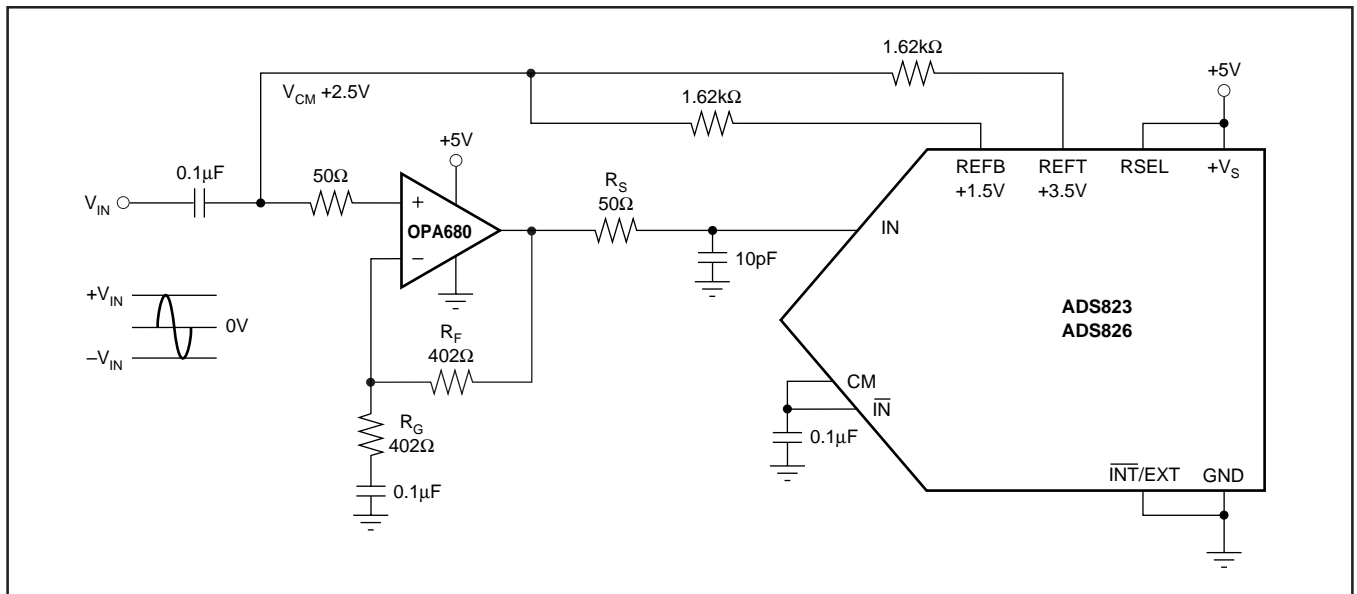 1.62kΩ
+5V
V_CM +2.5V
1.62kΩ
+5V
REFB
+1.5V
REFT
+3.5V
RSEL
+V_S
0.1µF
50Ω
R_S
50Ω
V_IN
+
OPA680
−
IN
10pF
+V_IN
0V
−V_IN
ADS823
ADS826
R_F
402Ω
CM
I̅N̅
R_G
402Ω
0.1µF
0.1µF
I̅N̅T̅/EXT
GND